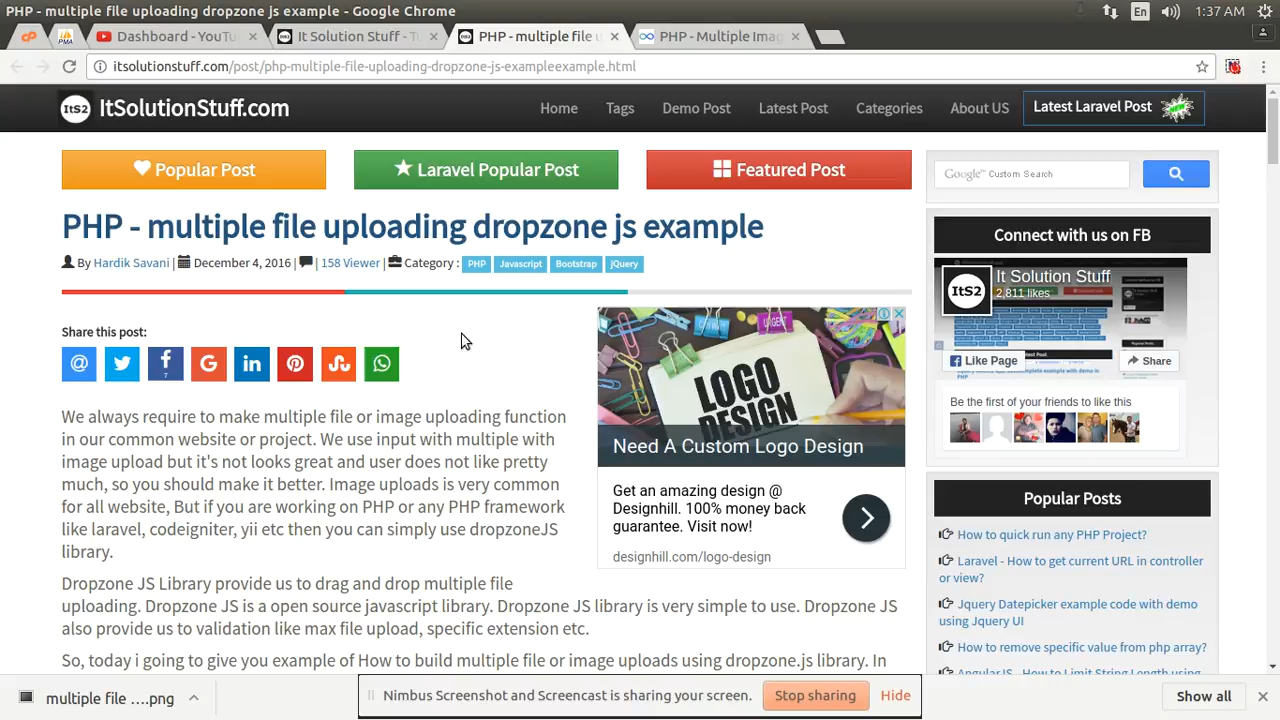 PHP - multiple file uploading dropzone js example - Google Chrome
En
1:37 AM
cP
PMA
Dashboard - YouTu
It Solution Stuff - Tu
PHP - multiple file u
PHP - Multiple Imag
itsolutionstuff.com/post/php-multiple-file-uploading-dropzone-js-exampleexample.html
ItS2
ItSolutionStuff.com
Home
Tags
Demo Post
Latest Post
Categories
About US
Latest Laravel Post
Popular Post
Laravel Popular Post
Featured Post
Google™ Custom Search
PHP - multiple file uploading dropzone js example
By Hardik Savani | December 4, 2016 | 158 Viewer | Category : PHP Javascript Bootstrap jQuery
Share this post:
7
We always require to make multiple file or image uploading function
in our common website or project. We use input with multiple with
image upload but it's not looks great and user does not like pretty
much, so you should make it better. Image uploads is very common
for all website, But if you are working on PHP or any PHP framework
like laravel, codeigniter, yii etc then you can simply use dropzoneJS
library.
URGENT
LOGO
DESIGN
Need A Custom Logo Design
Get an amazing design @
Designhill. 100% money back
guarantee. Visit now!
designhill.com/logo-design
Dropzone JS Library provide us to drag and drop multiple file
uploading. Dropzone JS is a open source javascript library. Dropzone JS library is very simple to use. Dropzone JS
also provide us to validation like max file upload, specific extension etc.
So, today i going to give you example of How to build multiple file or image uploads using dropzone.js library. In
Connect with us on FB
ItS2
It Solution Stuff
2,811 likes
Like Page
Share
Be the first of your friends to like this
Popular Posts
How to quick run any PHP Project?
Laravel - How to get current URL in controller
or view?
Jquery Datepicker example code with demo
using Jquery UI
How to remove specific value from php array?
AngularJS - How to Limit String Length using
multiple file ....png
Nimbus Screenshot and Screencast is sharing your screen.
Stop sharing
Hide
Show all